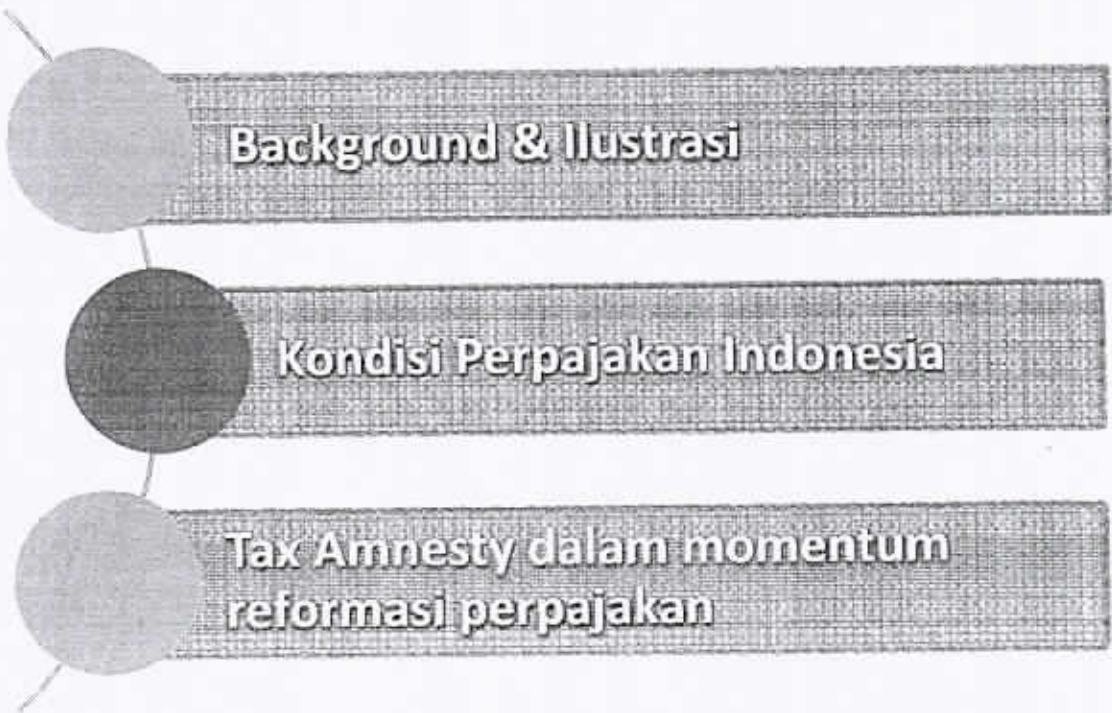 Background & Ilustrasi
Kondisi Perpajakan Indonesia
Tax Amnesty dalam momentum
reformasi perpajakan